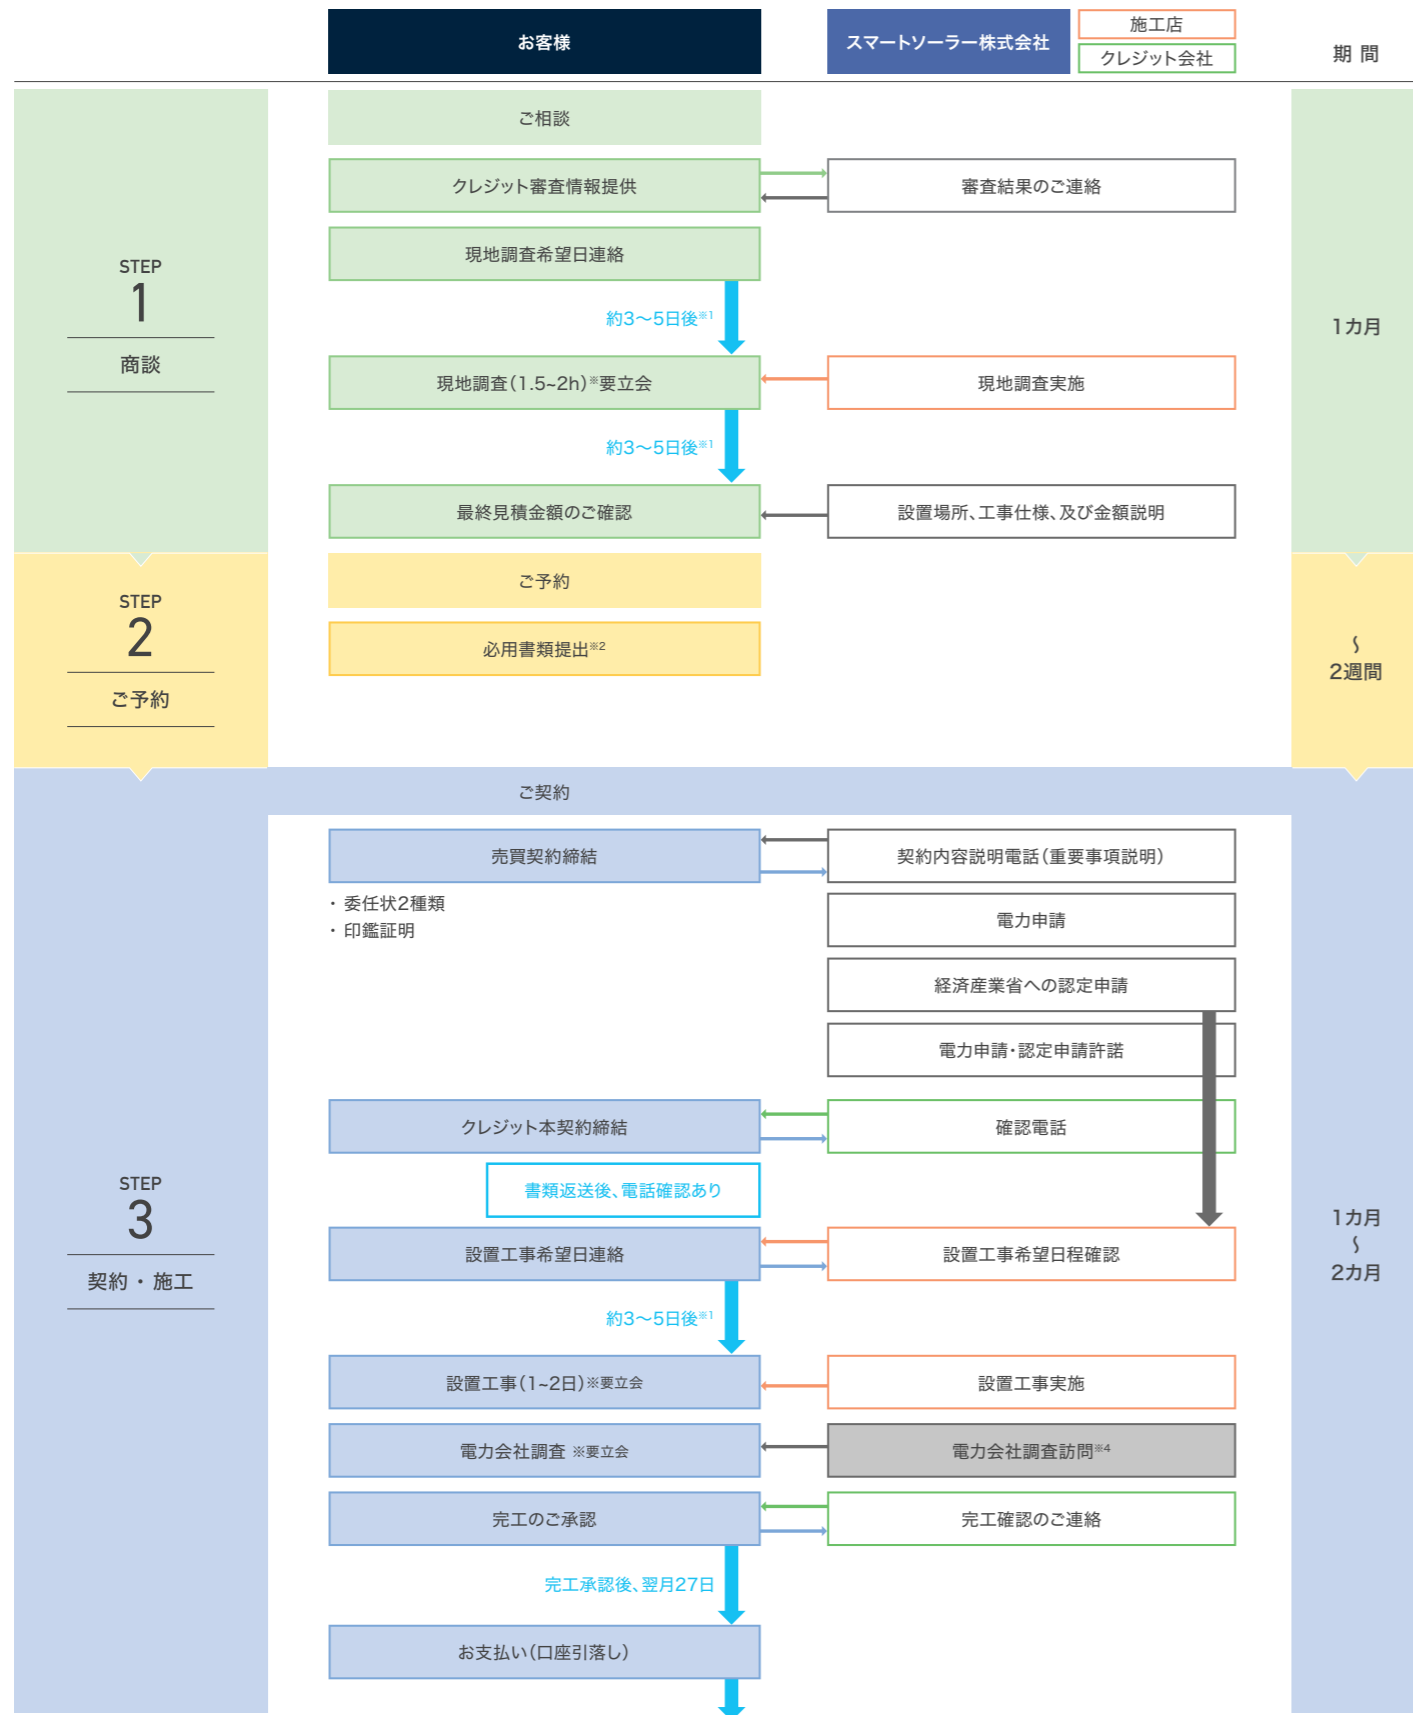 お客様
スマートソーラー株式会社
施工店
クレジット会社
期 間
STEP
1
商談
1カ月
ご相談
クレジット審査情報提供
審査結果のご連絡
現地調査希望日連絡
約3〜5日後※1
現地調査(1.5~2h)※要立会
現地調査実施
約3〜5日後※1
最終見積金額のご確認
設置場所、工事仕様、及び金額説明
STEP
2
ご予約
〜
2週間
ご予約
必用書類提出※2
ご契約
STEP
3
契約・施工
1カ月
〜
2カ月
売買契約締結
契約内容説明電話(重要事項説明)
・ 委任状2種類
・ 印鑑証明
電力申請
経済産業省への認定申請
電力申請・認定申請許諾
クレジット本契約締結
確認電話
書類返送後、電話確認あり
設置工事希望日連絡
設置工事希望日程確認
約3〜5日後※1
設置工事(1~2日)※要立会
設置工事実施
電力会社調査 ※要立会
電力会社調査訪問※4
完工のご承認
完工確認のご連絡
完工承認後、翌月27日
お支払い(口座引落し)